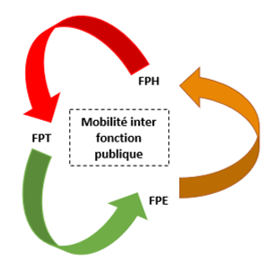 FPH
Mobilité inter
fonction
publique
FPT
FPE